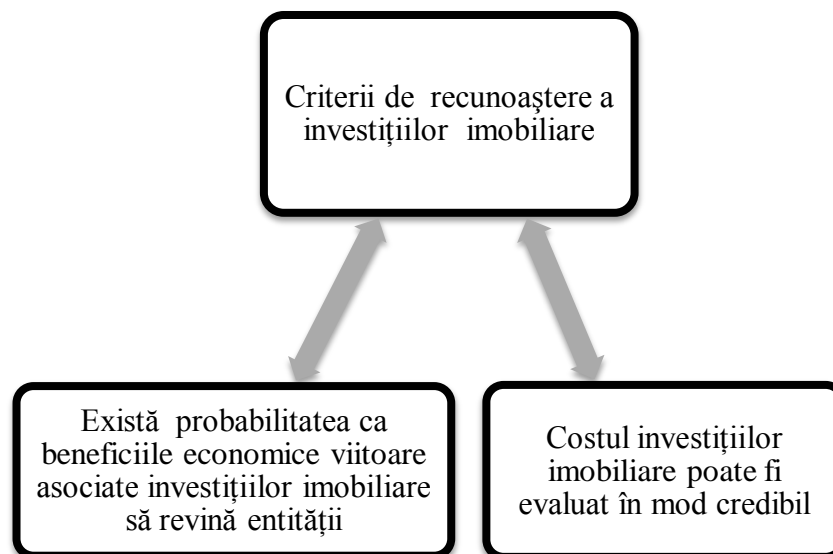 Criterii de recunoaştere a
investițiilor imobiliare
Există probabilitatea ca
beneficiile economice viitoare
asociate investițiilor imobiliare
să revină entității
Costul investițiilor
imobiliare poate fi
evaluat în mod credibil